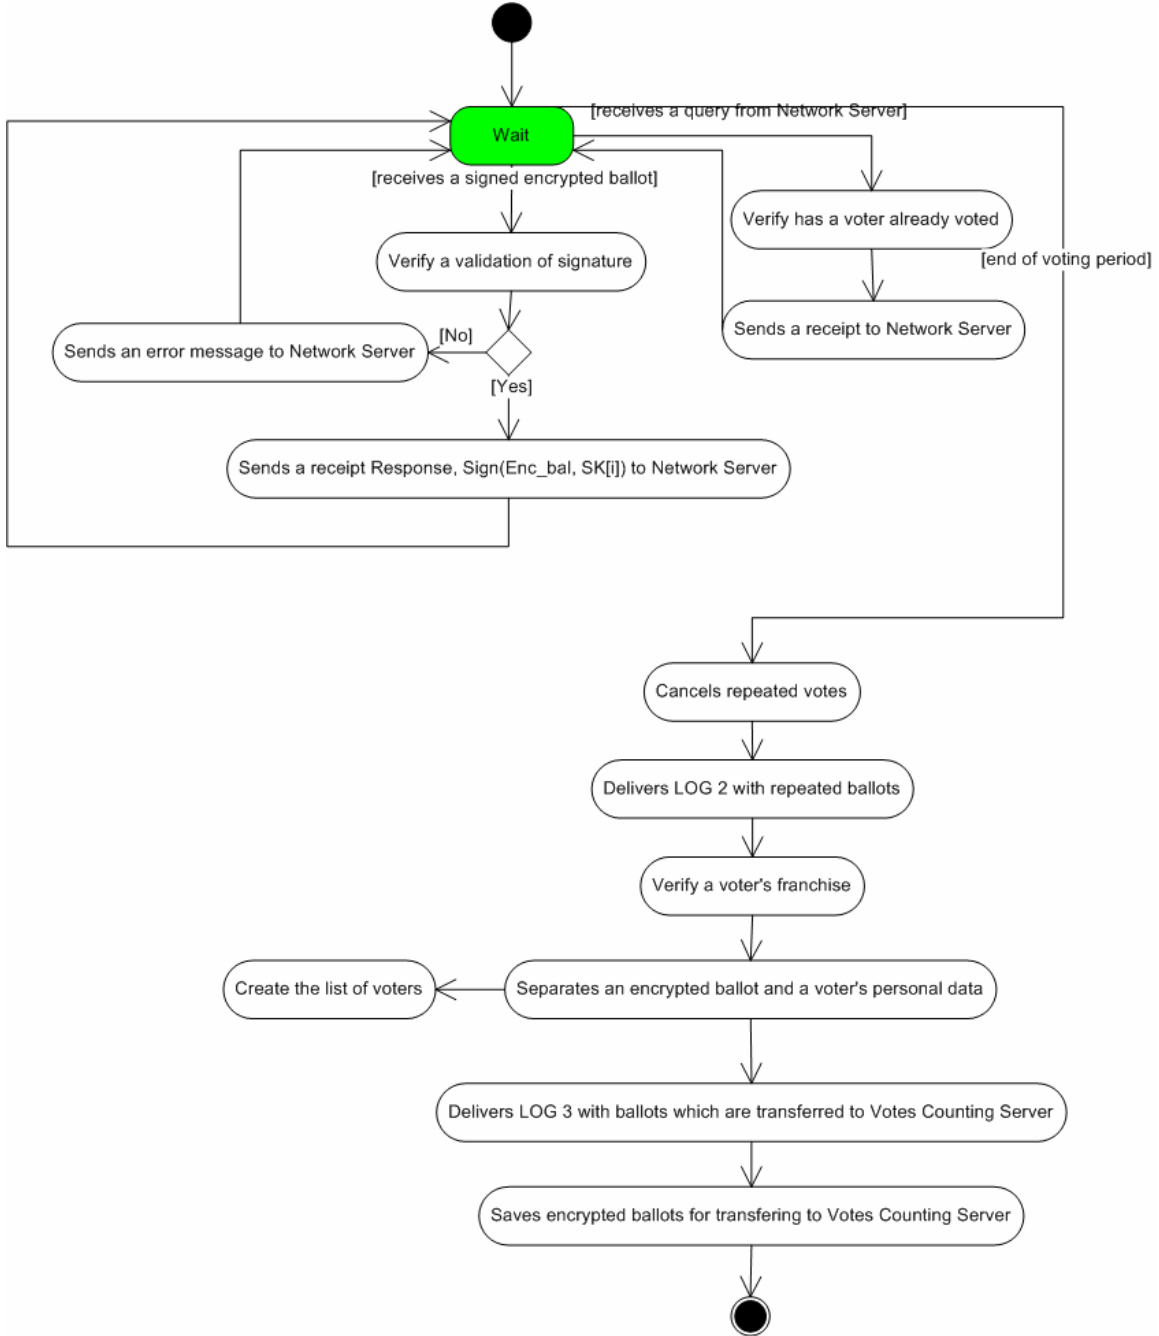 [receives a query from Network Server]
Wait
[receives a signed encrypted ballot]
Verify has a voter already voted
Verify a validation of signature
[end of voting period]
Sends a receipt to Network Server
[No]
Sends an error message to Network Server
[Yes]
Sends a receipt Response, Sign(Enc_bal, SK[i]) to Network Server
Cancels repeated votes
Delivers LOG 2 with repeated ballots
Verify a voter's franchise
Create the list of voters
Separates an encrypted ballot and a voter's personal data
Delivers LOG 3 with ballots which are transferred to Votes Counting Server
Saves encrypted ballots for transfering to Votes Counting Server